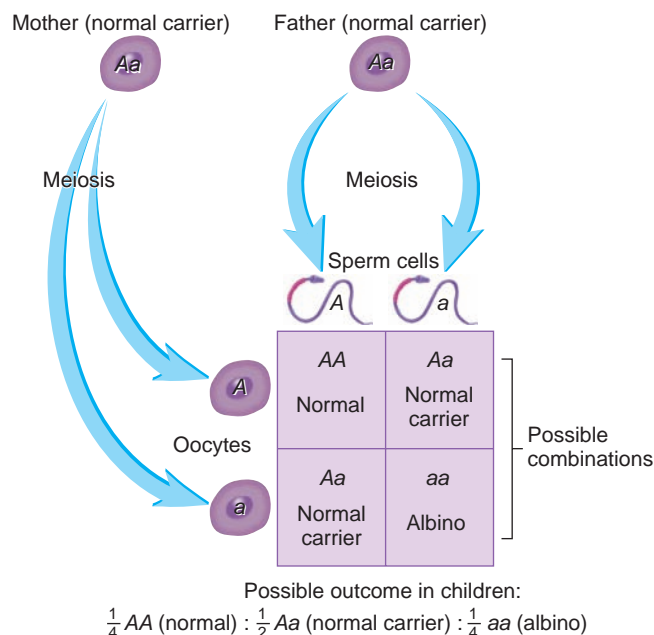 Mother (normal carrier)
Father (normal carrier)
Aa
Aa
Meiosis
Meiosis
Sperm cells
A
a
A
AA
Normal
Aa
Normal
carrier
Oocytes
a
Aa
Normal
carrier
aa
Albino
Possible
combinations
Possible outcome in children:
1/4 AA (normal) : 1/2 Aa (normal carrier) : 1/4 aa (albino)